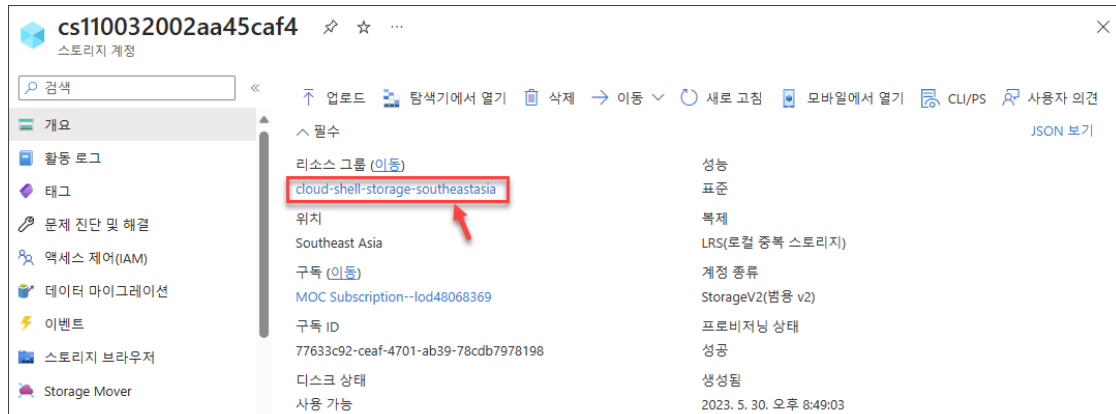 cs110032002aa45caf4
스토리지 계정
검색
업로드 탐색기에서 열기 삭제 이동 새로 고침 모바일에서 열기 CLI/PS 사용자 의견
개요
활동 로그
태그
문제 진단 및 해결
액세스 제어(IAM)
데이터 마이그레이션
이벤트
스토리지 브라우저
Storage Mover
필수
JSON 보기
리소스 그룹 (이동)
cloud-shell-storage-southeastasia
위치
Southeast Asia
구독 (이동)
MOC Subscription--lod48068369
구독 ID
77633c92-ceaf-4701-ab39-78cdb7978198
디스크 상태
사용 가능
성능
표준
복제
LRS(로컬 중복 스토리지)
계정 종류
StorageV2(범용 v2)
프로비저닝 상태
성공
생성됨
2023. 5. 30. 오후 8:49:03